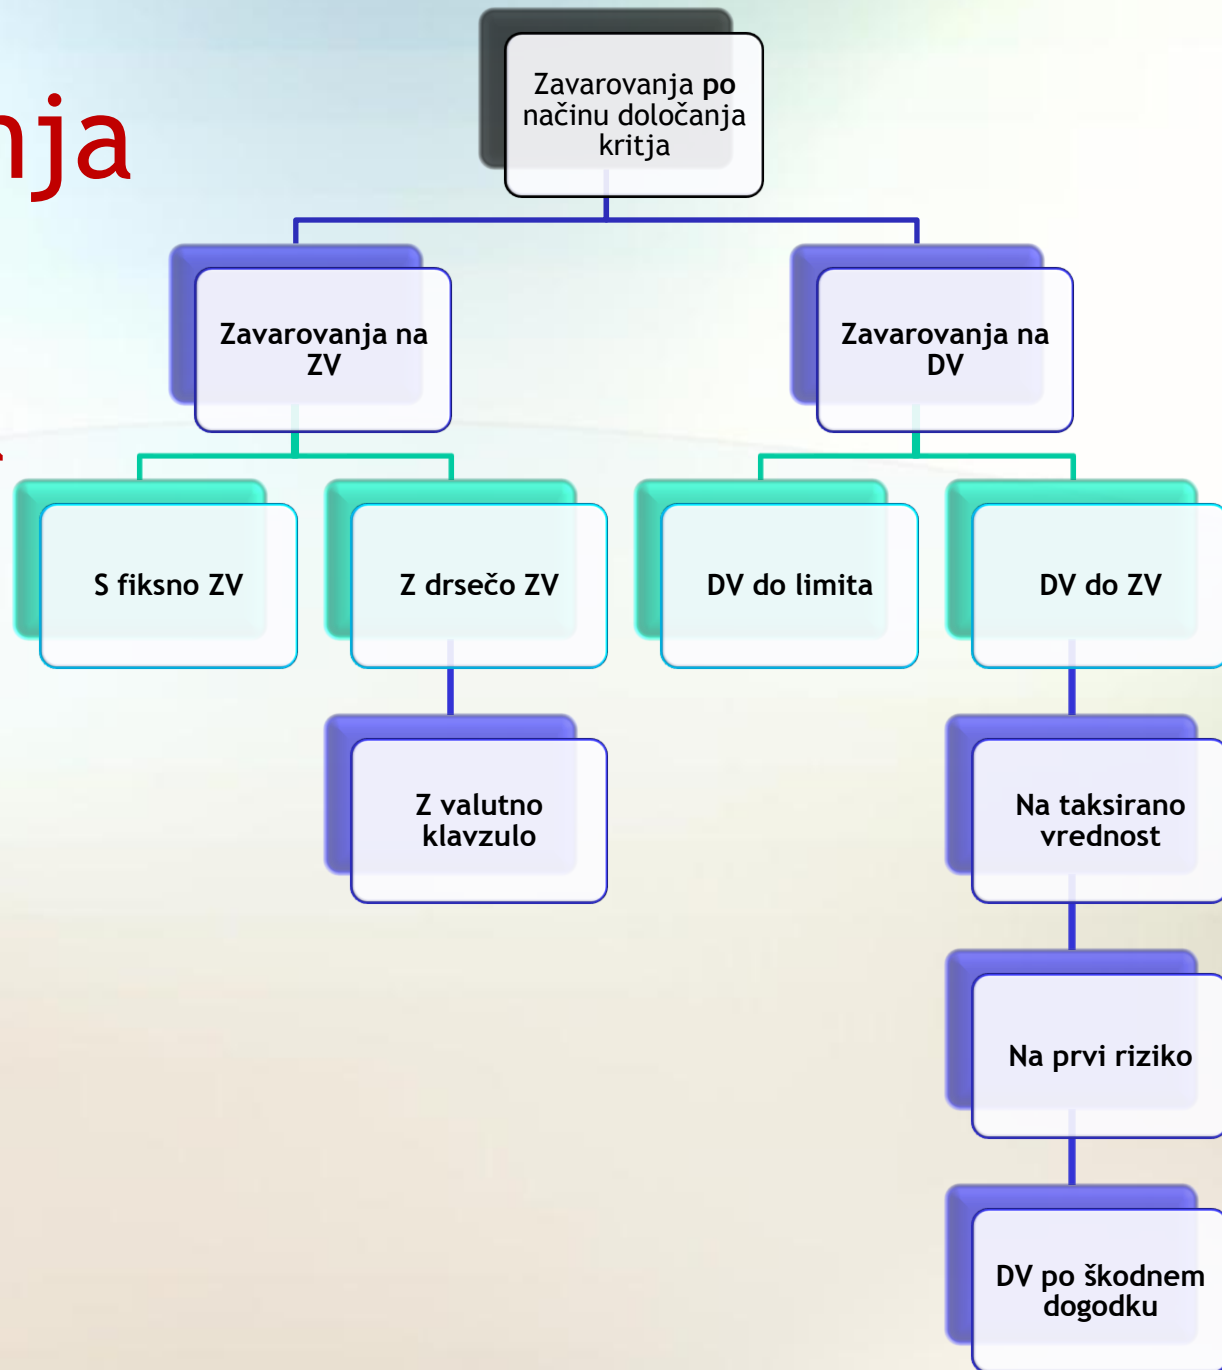 nja
Zavarovanja po
načinu določanja
kritja
Zavarovanja na
ZV
Zavarovanja na
DV
S fiksno ZV
Z drsečo ZV
DV do limita
DV do ZV
Z valutno
klavzulo
Na taksirano
vrednost
Na prvi riziko
DV po škodnem
dogodku